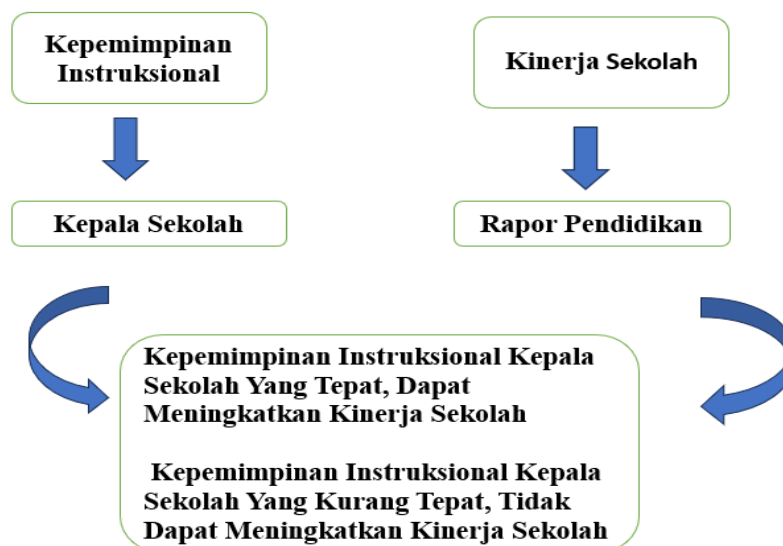 Kepemimpinan
Instruksional
Kinerja Sekolah
Kepala Sekolah
Rapor Pendidikan
Kepemimpinan Instruksional Kepala
Sekolah Yang Tepat, Dapat
Meningkatkan Kinerja Sekolah
Kepemimpinan Instruksional Kepala
Sekolah Yang Kurang Tepat, Tidak
Dapat Meningkatkan Kinerja Sekolah